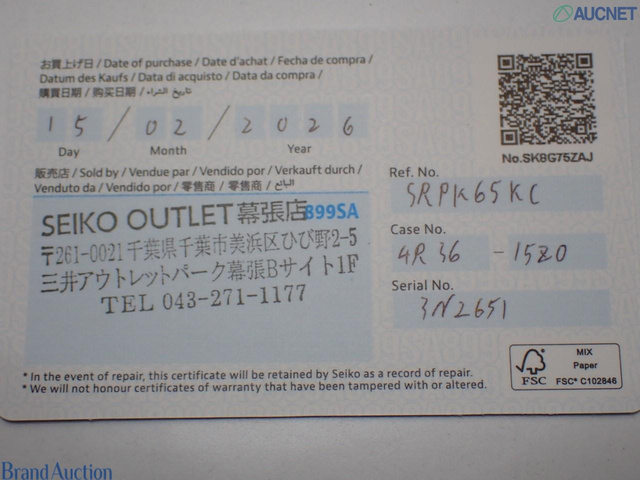 AUCNET
お買上げ日 / Date of purchase / Date d'achat / Fecha de compra /
Datum des Kaufs / Data di acquisto / Data da compra /
購買日期 / 购买日期 / تاريخ الشراء
15 / 02 / 2026
Day Month Year
No.SK9G75ZAJ
販売店 / Sold by / Vendue par / Vendido por / Verkauft durch /
Venduto da / Vendido por / 零售商 / 零售商 / البائع
SEIKO OUTLET 幕張店 899SA
〒261-0021 千葉県千葉市美浜区ひび野2-5
三井アウトレットパーク幕張Bサイト1F
TEL 043-271-1177
Ref. No.
SRPK65KC
Case No.
4R36 - 15Z0
Serial No.
3N2651
* In the event of repair, this certificate will be retained by Seiko as a record of repair.
* We will not honour certificates of warranty that have been tampered with or altered.
FSC
MIX
Paper
FSC® C102846
Brand Auction